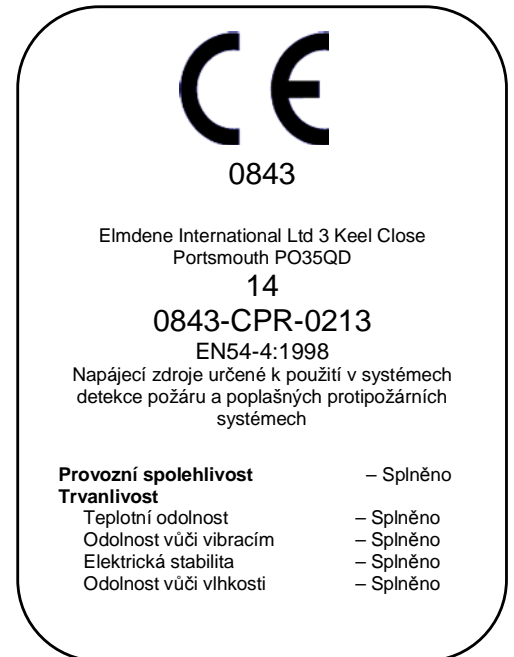 CE
0843
Elmdene International Ltd 3 Keel Close
Portsmouth PO35QD
14
0843-CPR-0213
EN54-4:1998
Napájecí zdroje určené k použití v systémech
detekce požáru a poplašných protipožárních
systémech
Provozní spolehlivost – Splněno
Trvanlivost
Teplotní odolnost – Splněno
Odolnost vůči vibracím – Splněno
Elektrická stabilita – Splněno
Odolnost vůči vlhkosti – Splněno